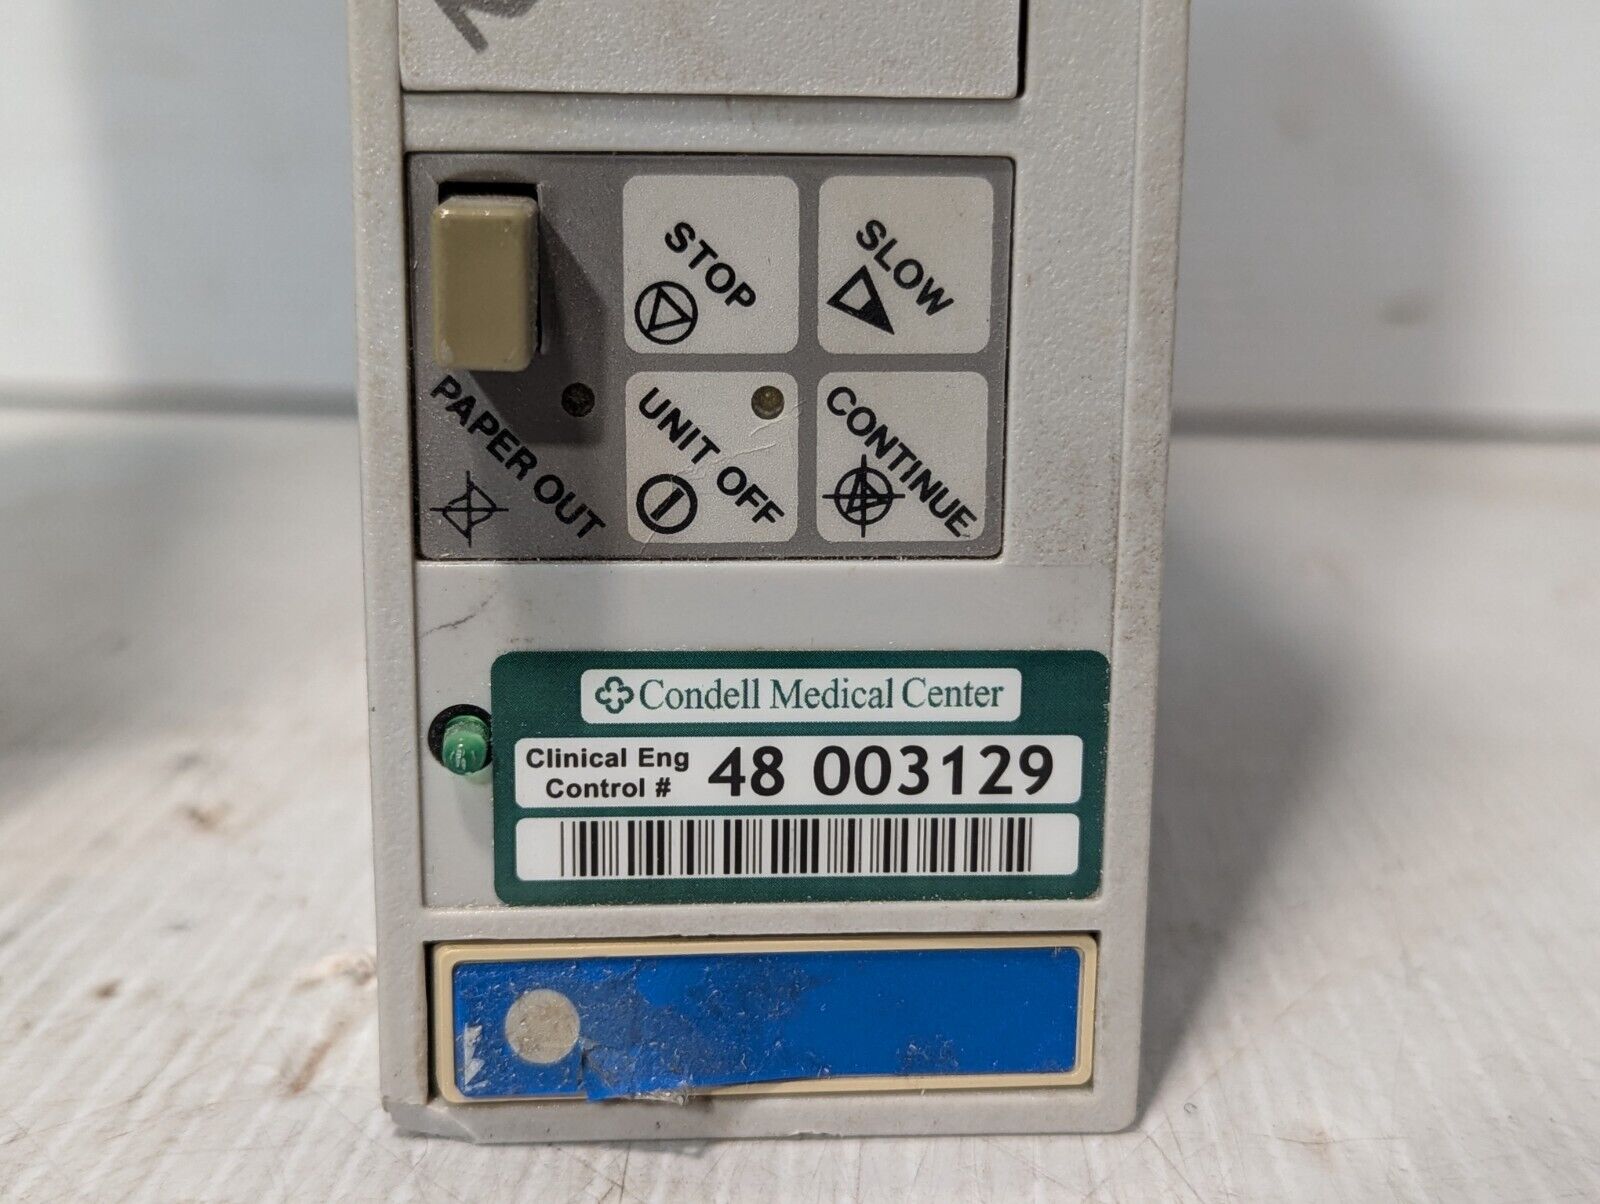 STOP
SLOW
PAPER OUT
UNIT OFF
CONTINUE
Condell Medical Center
Clinical Eng
Control #
48 003129